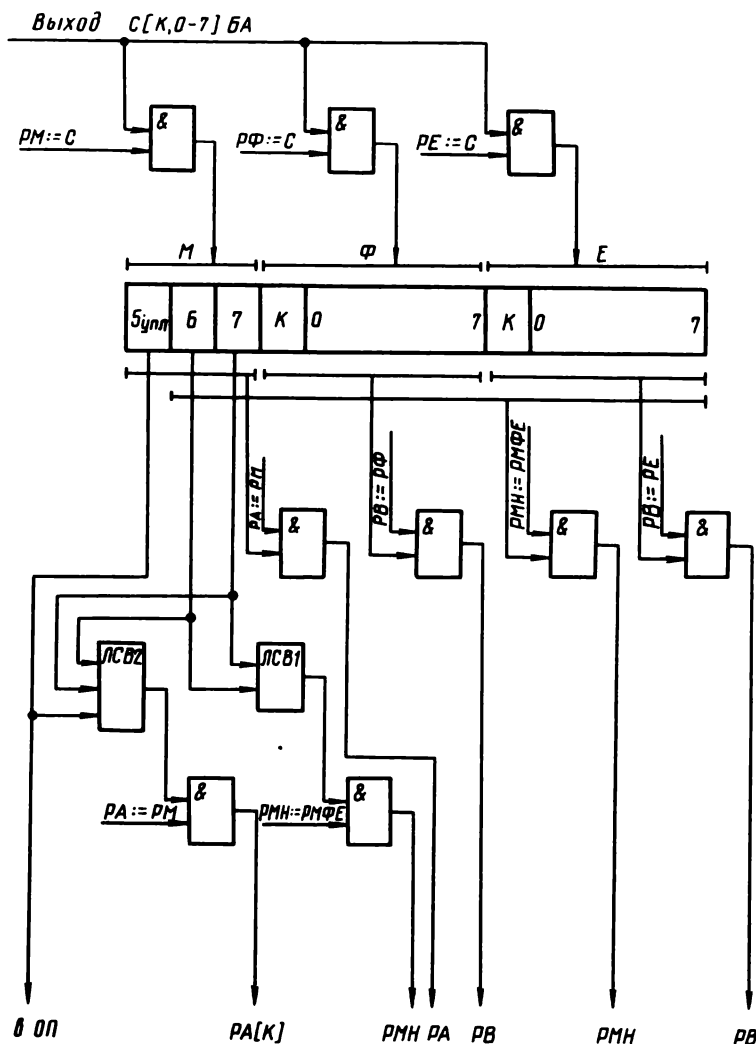 Выход С[К,0-7] БА
&
&
&
РМ:=С
РФ:=С
РЕ:=С
М
Ф
Е
5упл
6
7
К
0
7
К
0
7
РА:=РМ
РВ:=РФ
РМН:=РМФЕ
РВ:=РЕ
&
&
&
&
ЛСВ2
ЛСВ1
&
&
РА:=РМ
РМН:=РМФЕ
в ОП
РА[К]
РМН
РА
РВ
РМН
РВ